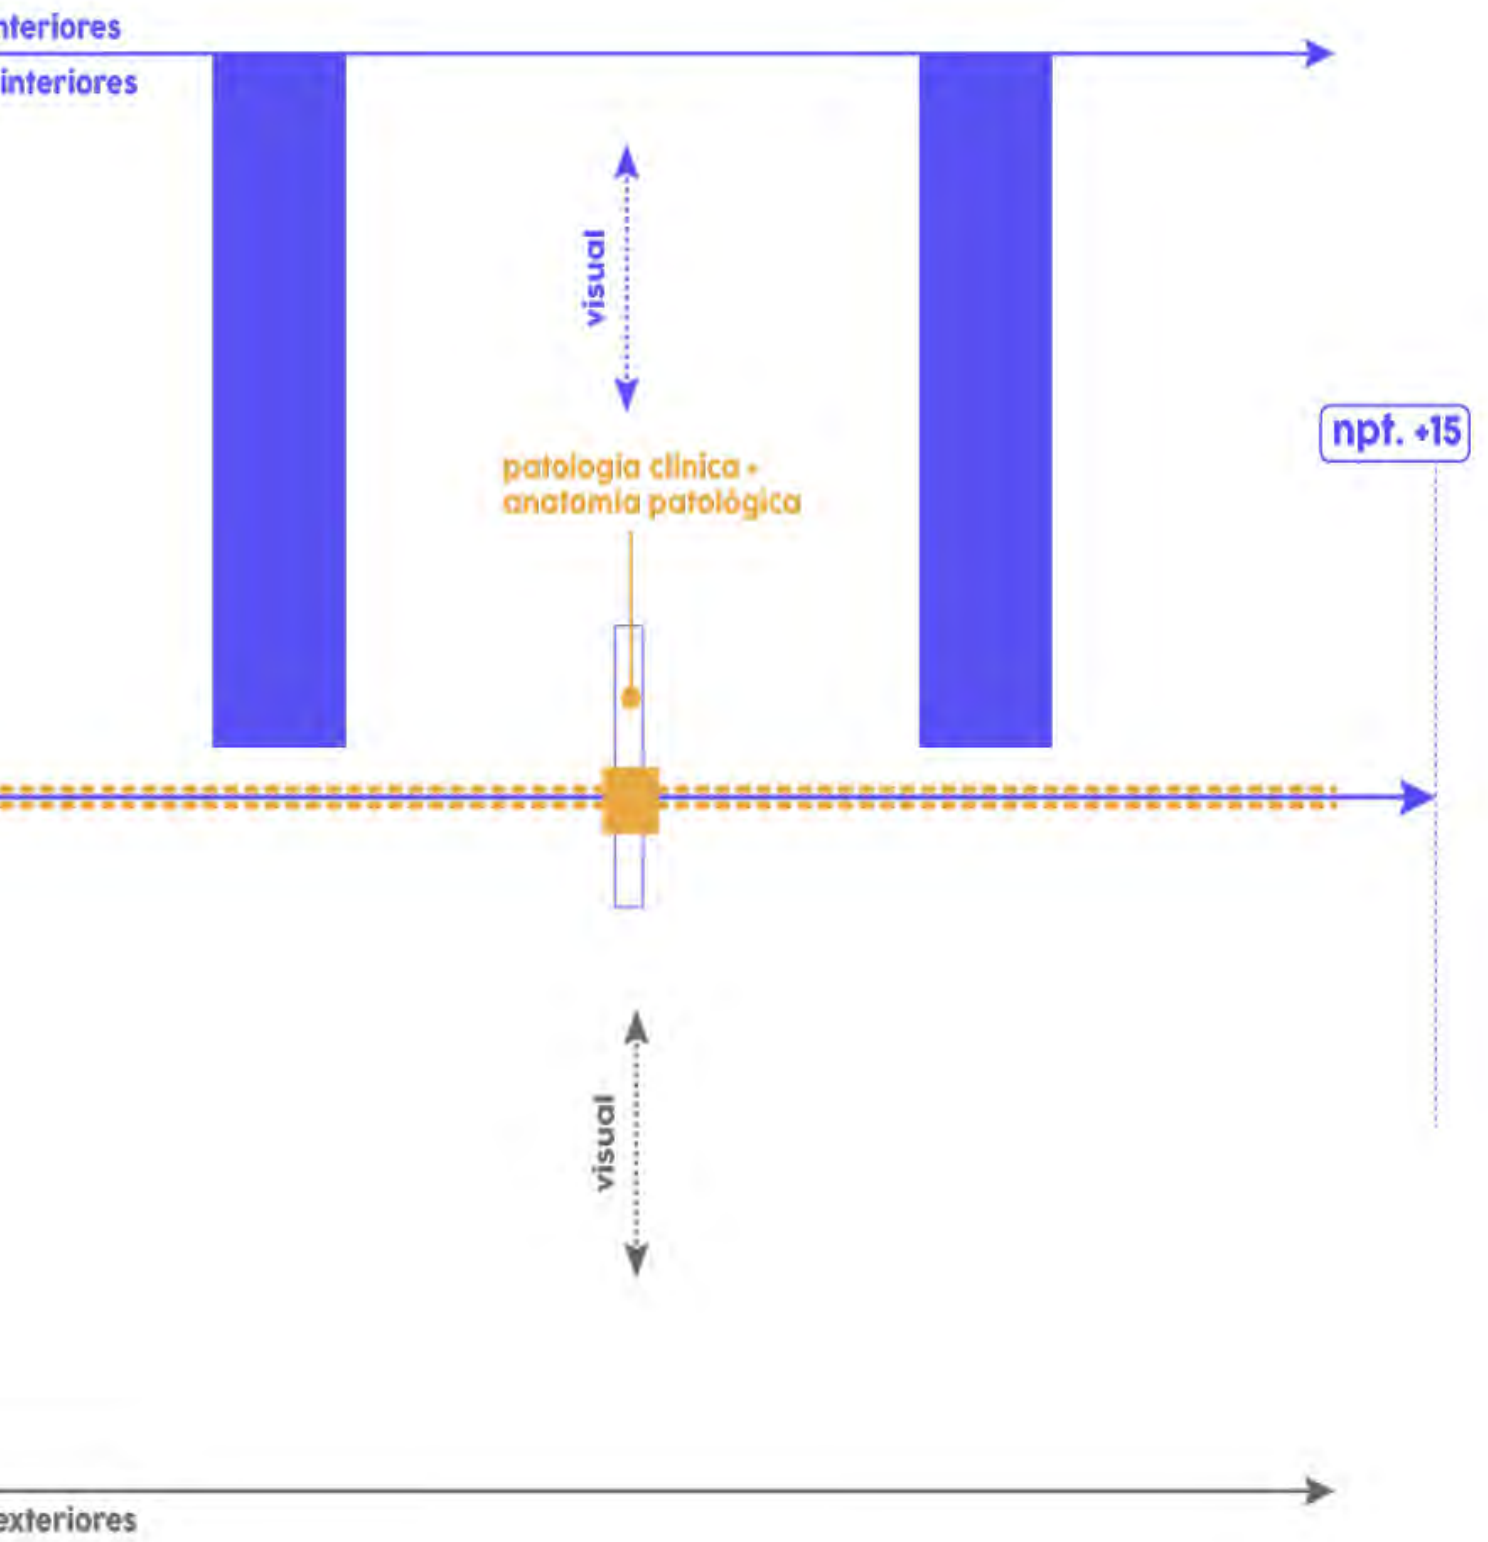 nteriores
interiores
visual
npt. +15
patologia clinica +
anatomia patológica
visual
exteriores